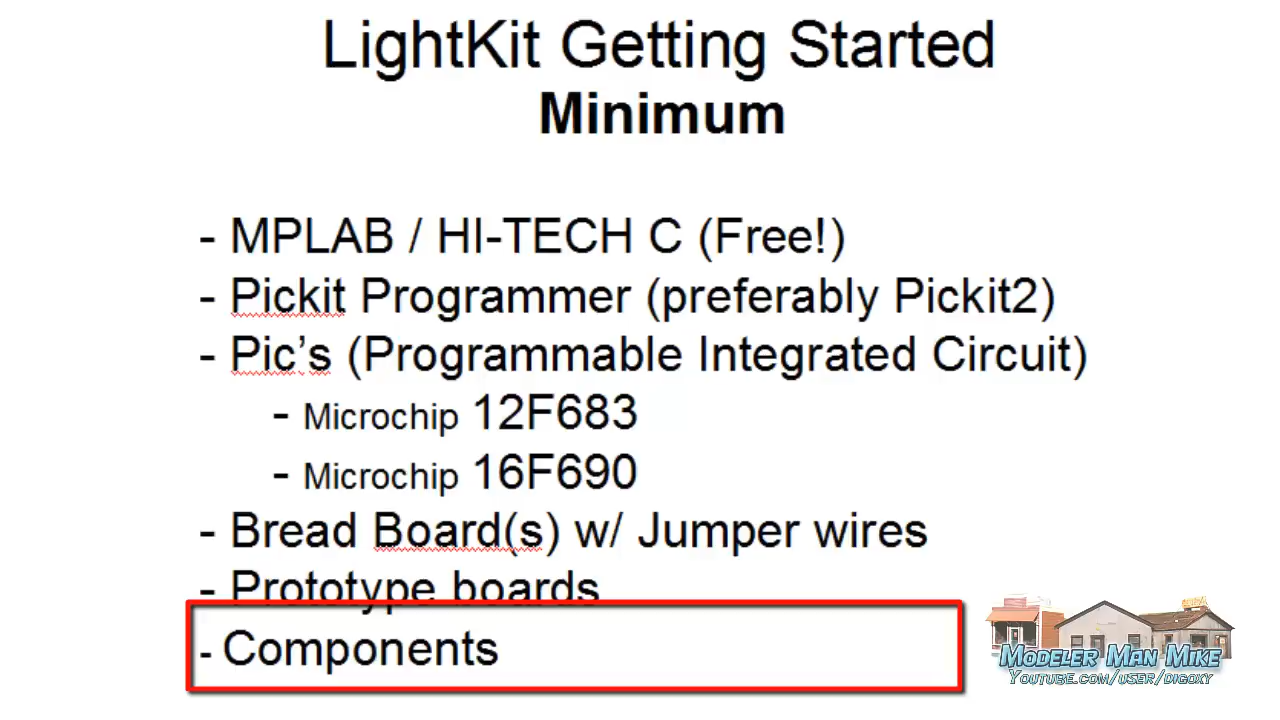 LightKit Getting Started
Minimum
- MPLAB / HI-TECH C (Free!)
- Pickit Programmer (preferably Pickit2)
- Pic’s (Programmable Integrated Circuit)
- Microchip 12F683
- Microchip 16F690
- Bread Board(s) w/ Jumper wires
- Prototype boards
- Components
MODELER MAN MIKE
YOUTUBE.COM/USER/DIGOXY